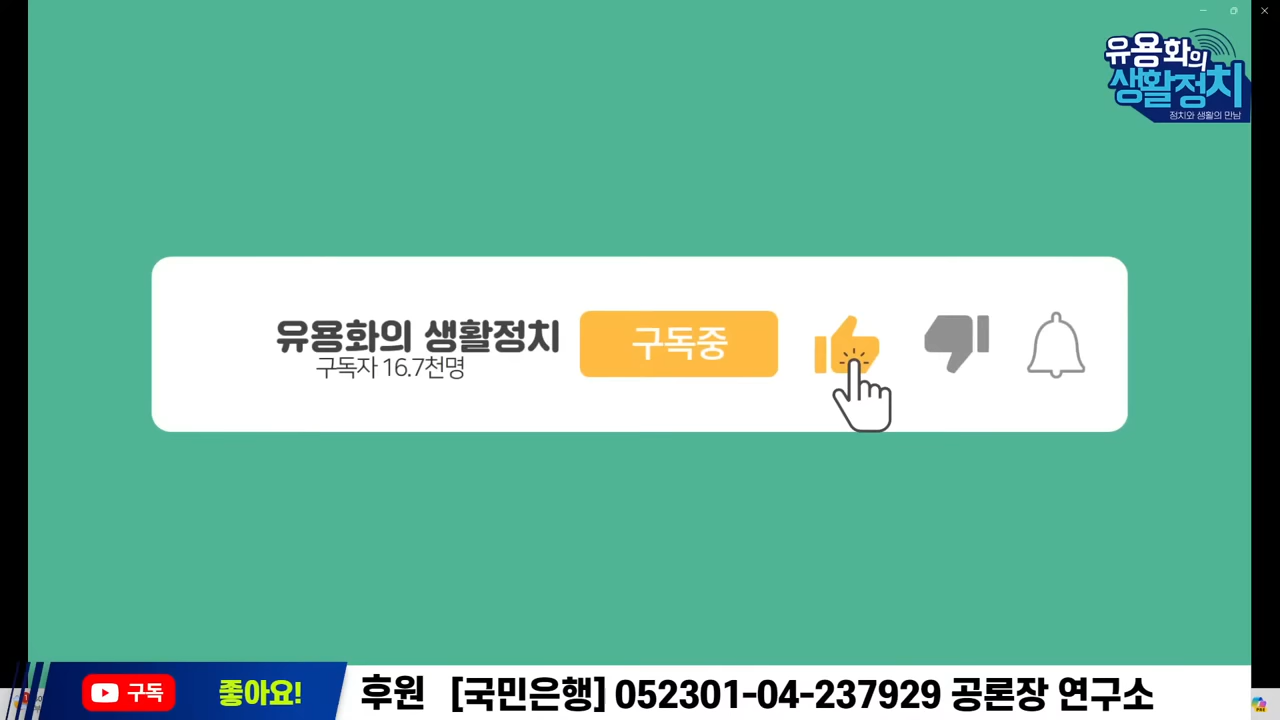 유용화의
생활정치
정치와 생활의 만남
유용화의 생활정치
구독자 16.7천명
구독중
구독
좋아요!
후원 [국민은행] 052301-04-237929 공론장 연구소